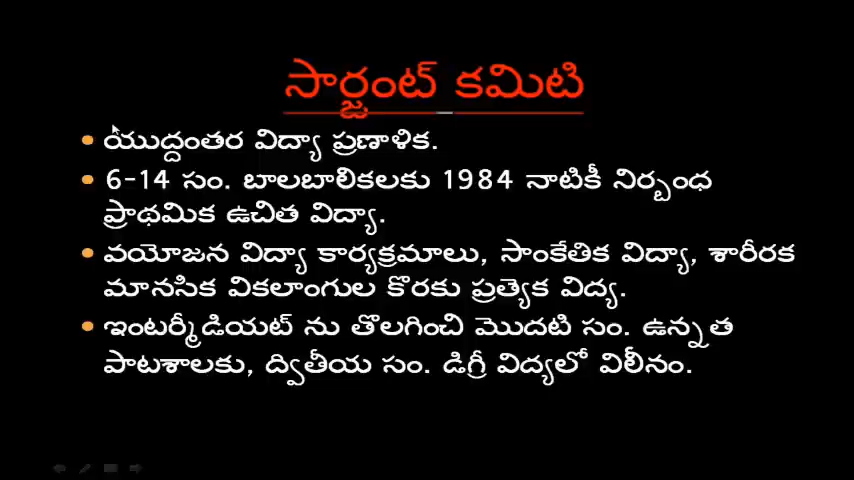 సార్జంట్ కమిటి
యుద్దంతర విద్యా ప్రణాళిక.
6-14 సం. బాలబాలికలకు 1984 నాటికీ నిర్బంధ
ప్రాథమిక ఉచిత విద్యా.
వయోజన విద్యా కార్యక్రమాలు, సాంకేతిక విద్యా, శారీరక
మానసిక వికలాంగుల కొరకు ప్రత్యెక విద్య.
ఇంటర్మీడియట్ ను తొలగించి మొదటి సం. ఉన్నత
పాటశాలకు, ద్వితీయ సం. డిగ్రీ విద్యలో విలీనం.